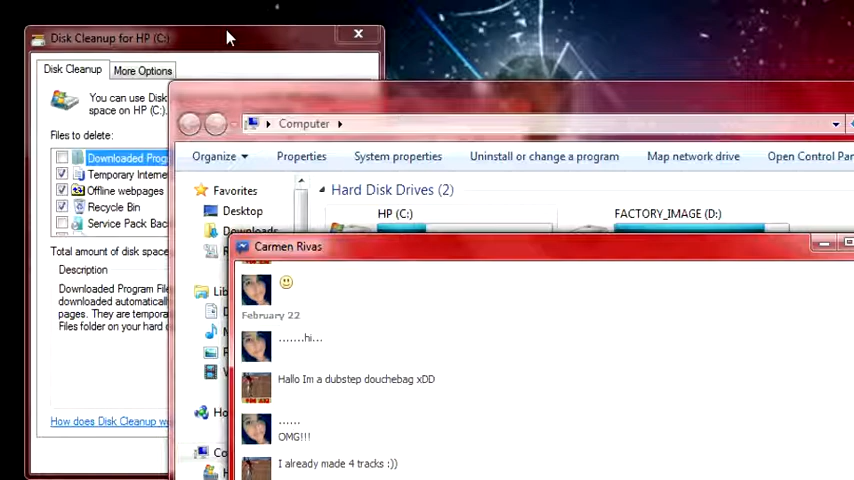 Disk Cleanup for HP (C:)
Disk Cleanup
More Options
You can use Disk
space on HP (C:).
Files to delete:
Downloaded Prog
Temporary Interne
Offline webpages
Recycle Bin
Service Pack Bac
Total amount of disk space
Description
Downloaded Program File
downloaded automatically
Pages. They are tempora
Files folder on your hard d
How does Disk Cleanup w
Computer
Organize
Properties
System properties
Uninstall or change a program
Map network drive
Open Control Pan
Favorites
Desktop
Downloads
Hard Disk Drives (2)
HP (C:)
FACTORY_IMAGE (D:)
Carmen Rivas
February 22
.......hi...
Hallo Im a dubstep douchebag xDD
......
OMG!!!
I already made 4 tracks :))